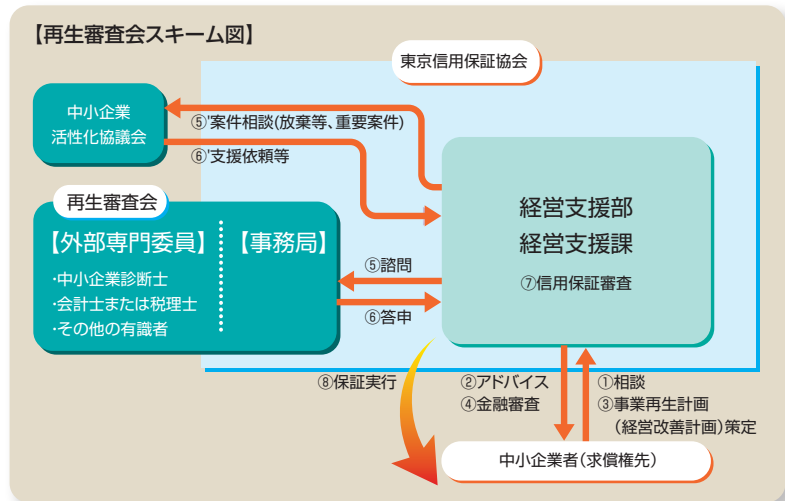 【再生審査会スキーム図】
東京信用保証協会
中小企業
活性化協議会
⑤'案件相談(放棄等、重要案件)
⑥'支援依頼等
再生審査会
【外部専門委員】
・中小企業診断士
・会計士または税理士
・その他の有識者
【事務局】
⑤諮問
⑥答申
経営支援部
経営支援課
⑦信用保証審査
⑧保証実行
②アドバイス
④金融審査
①相談
③事業再生計画
(経営改善計画)策定
中小企業者(求償権先)